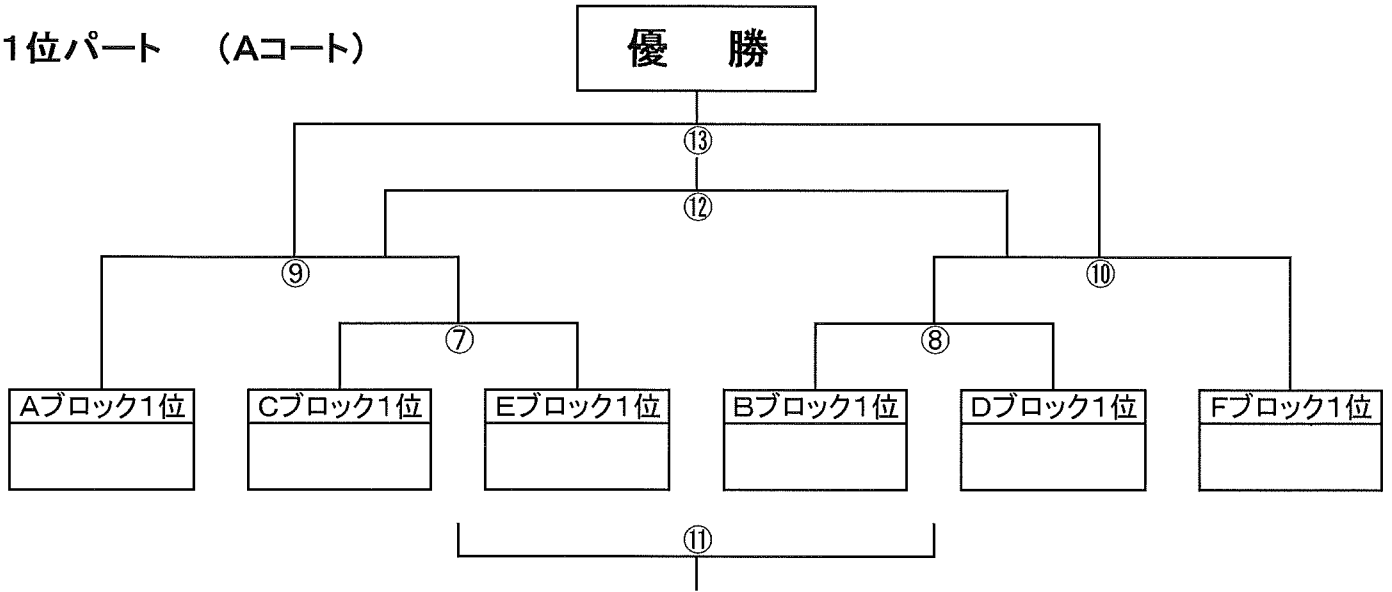 1位パート （Aコート）
優 勝
⑬
⑫
⑨
⑩
⑦
⑧
Aブロック1位
Cブロック1位
Eブロック1位
Bブロック1位
Dブロック1位
Fブロック1位
⑪